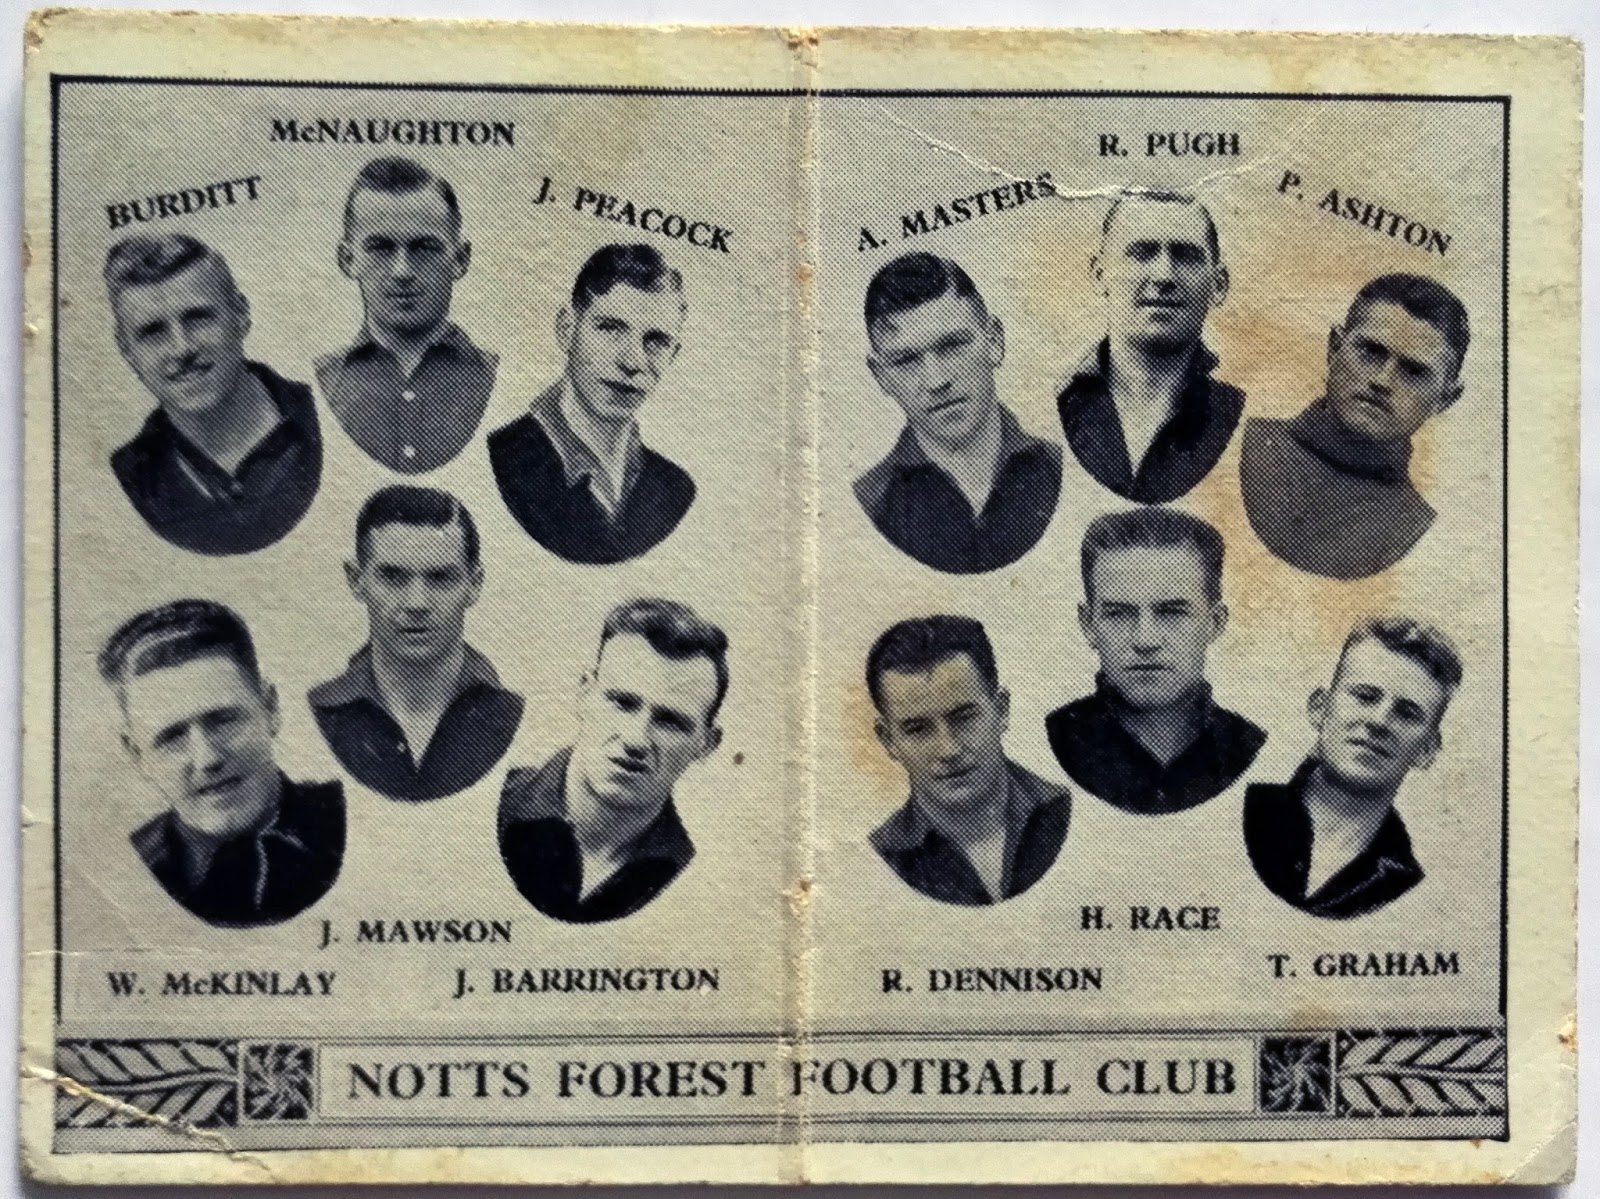 McNAUGHTON
BURDITT
J. PEACOCK
R. PUGH
A. MASTERS
P. ASHTON
J. MAWSON
W. McKINLAY
J. BARRINGTON
H. RACE
R. DENNISON
T. GRAHAM
NOTTS FOREST FOOTBALL CLUB